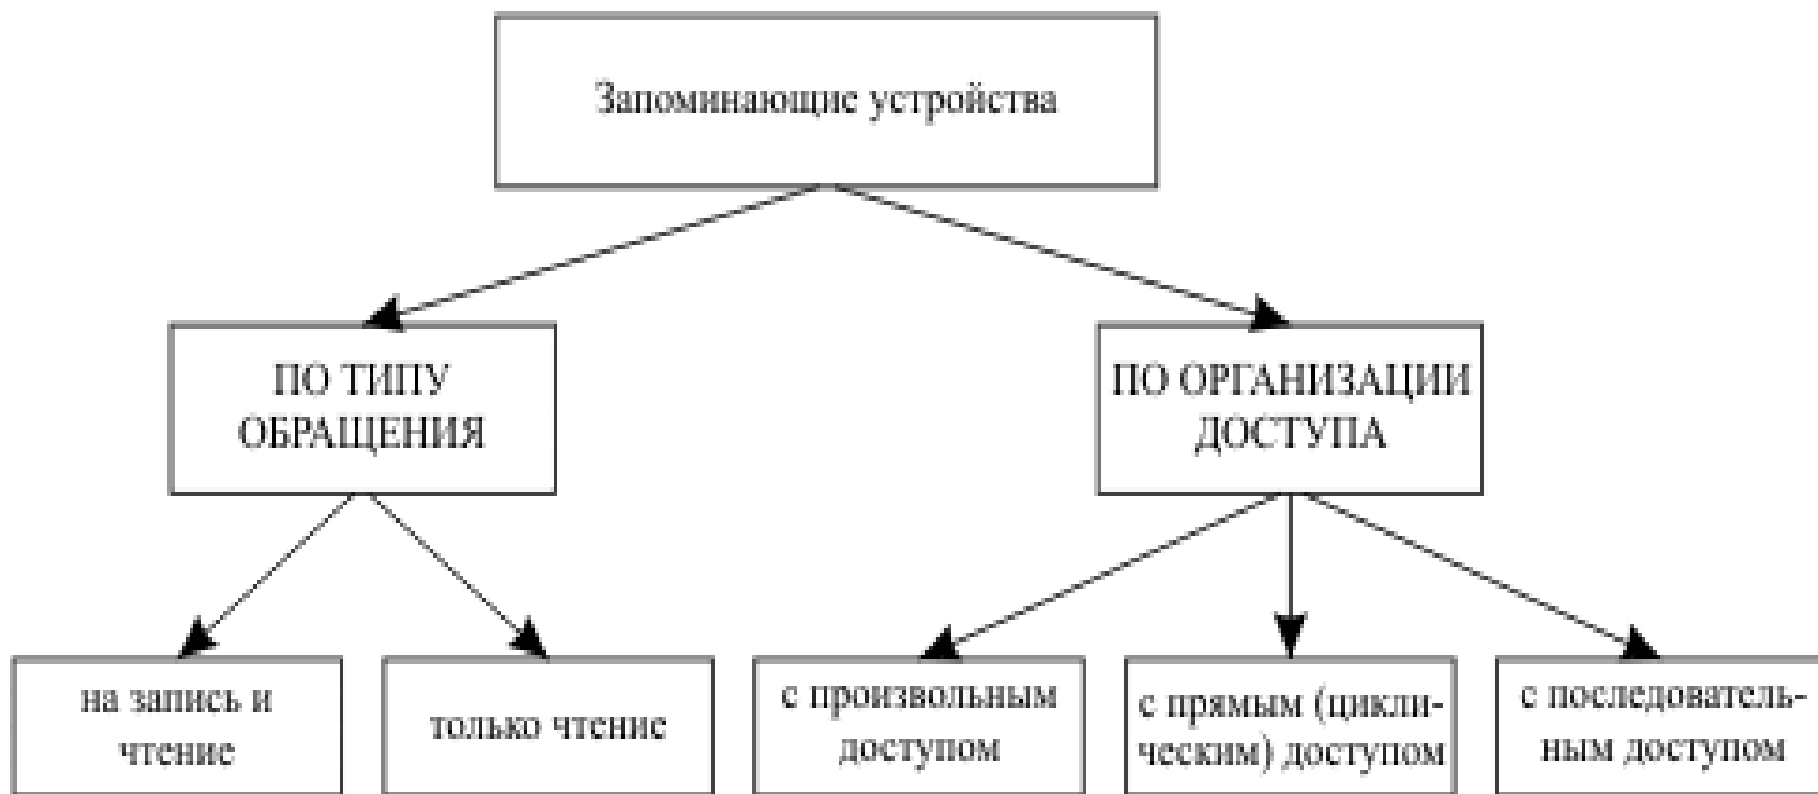 Запоминающие устройства
ПО ТИПУ
ОБРАЩЕНИЯ
ПО ОРГАНИЗАЦИИ
ДОСТУПА
на запись и
чтение
только чтение
с произвольным
доступом
с прямым (цикли-
ческим) доступом
с последователь-
ным доступом